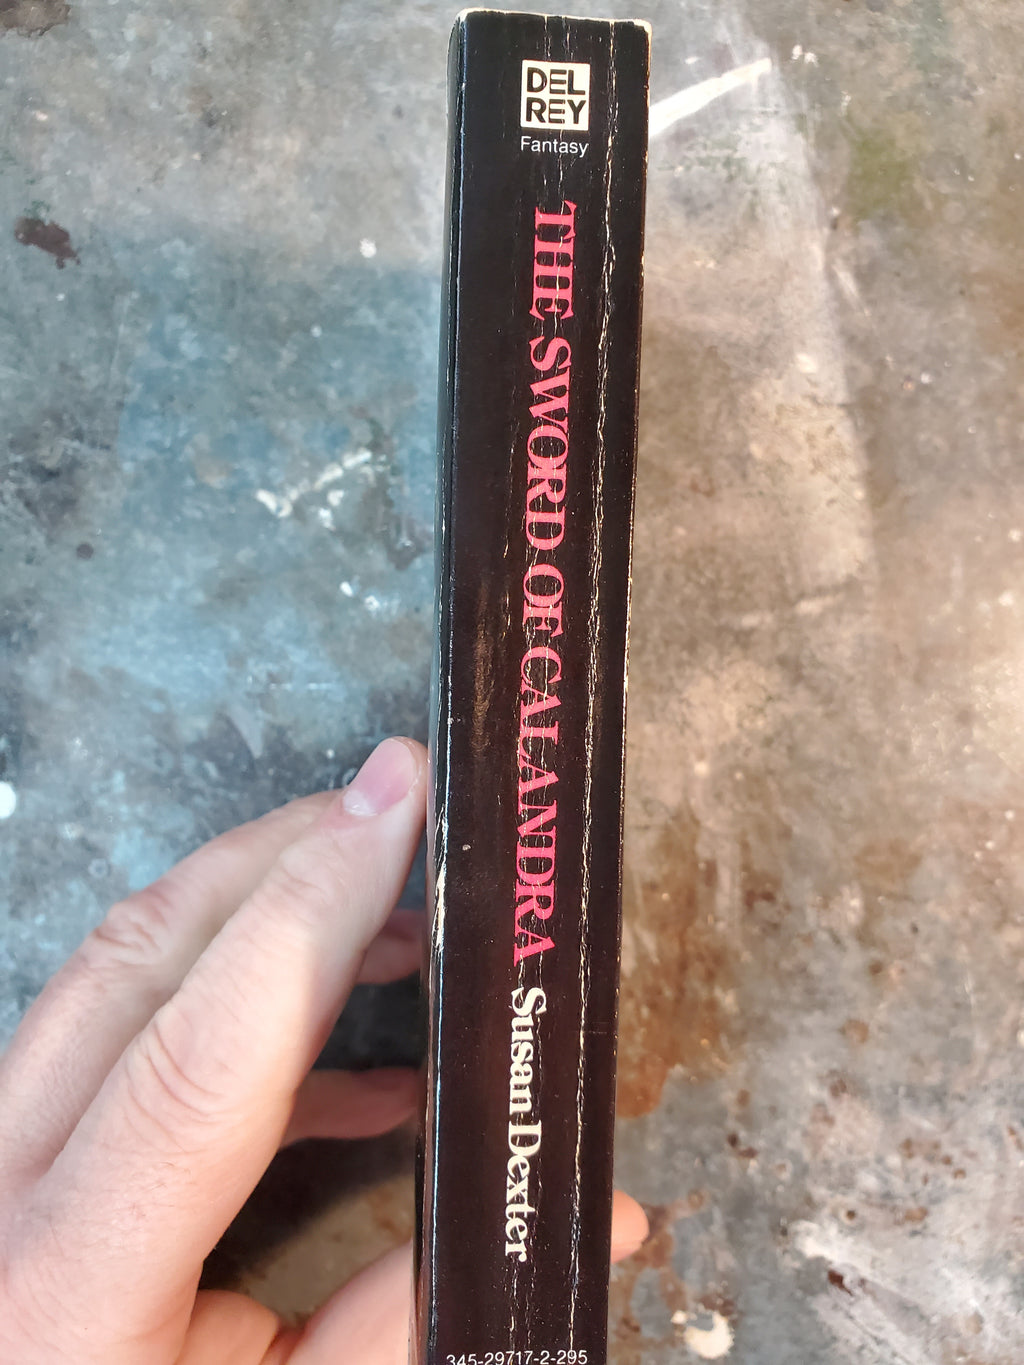 DEL
REY
Fantasy
THE SWORD OF CALANDRA
Susan Dexter
345-29717-2-295